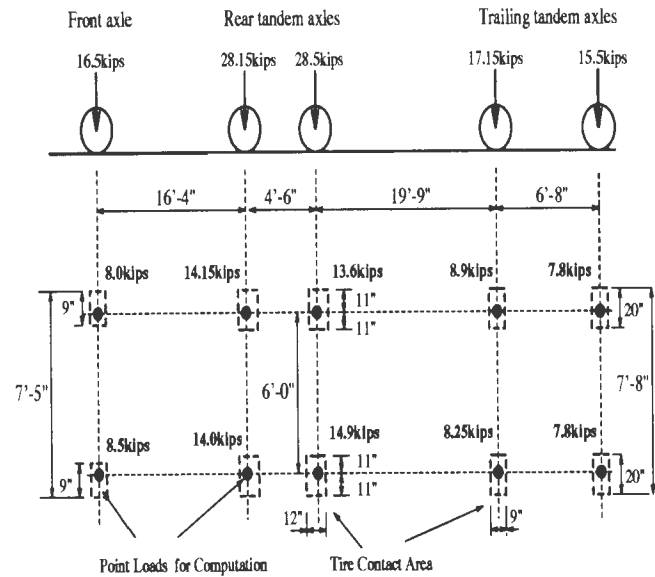 Front axle Rear tandem axles Trailing tandem axles
16.5kips 28.15kips 28.5kips 17.15kips 15.5kips
16'-4" 4'-6" 19'-9" 6'-8"
8.0kips 14.15kips 13.6kips 8.9kips 7.8kips
9" 11" 20"
11"
7'-5" 6'-0" 7'-8"
8.5kips 14.0kips 14.9kips 8.25kips 7.8kips
9" 11" 20"
11"
12" 9"
Point Loads for Computation Tire Contact Area